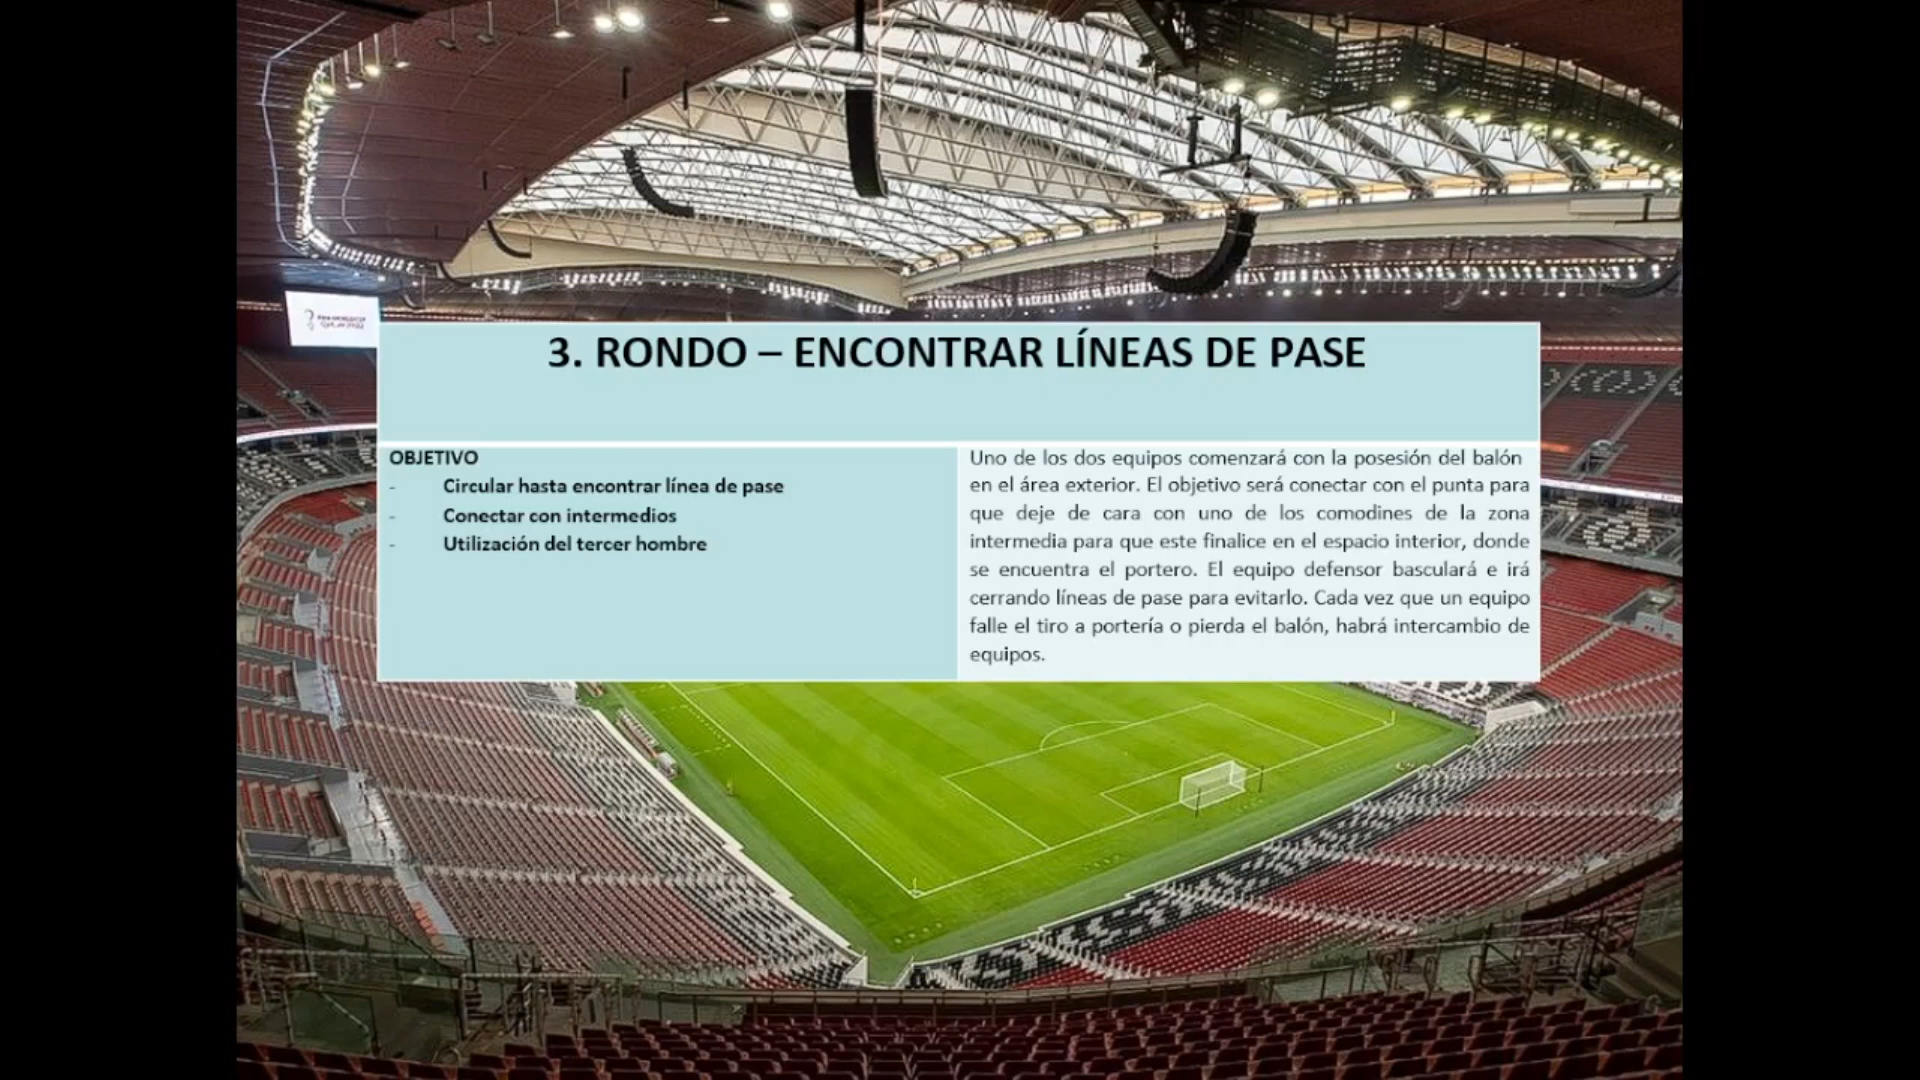 3. RONDO – ENCONTRAR LÍNEAS DE PASE
OBJETIVO
- Circular hasta encontrar línea de pase
- Conectar con intermedios
- Utilización del tercer hombre
Uno de los dos equipos comenzará con la posesión del balón
en el área exterior. El objetivo será conectar con el punta para
que deje de cara con uno de los comodines de la zona
intermedia para que este finalice en el espacio interior, donde
se encuentra el portero. El equipo defensor basculará e irá
cerrando líneas de pase para evitarlo. Cada vez que un equipo
falle el tiro a portería o pierda el balón, habrá intercambio de
equipos.